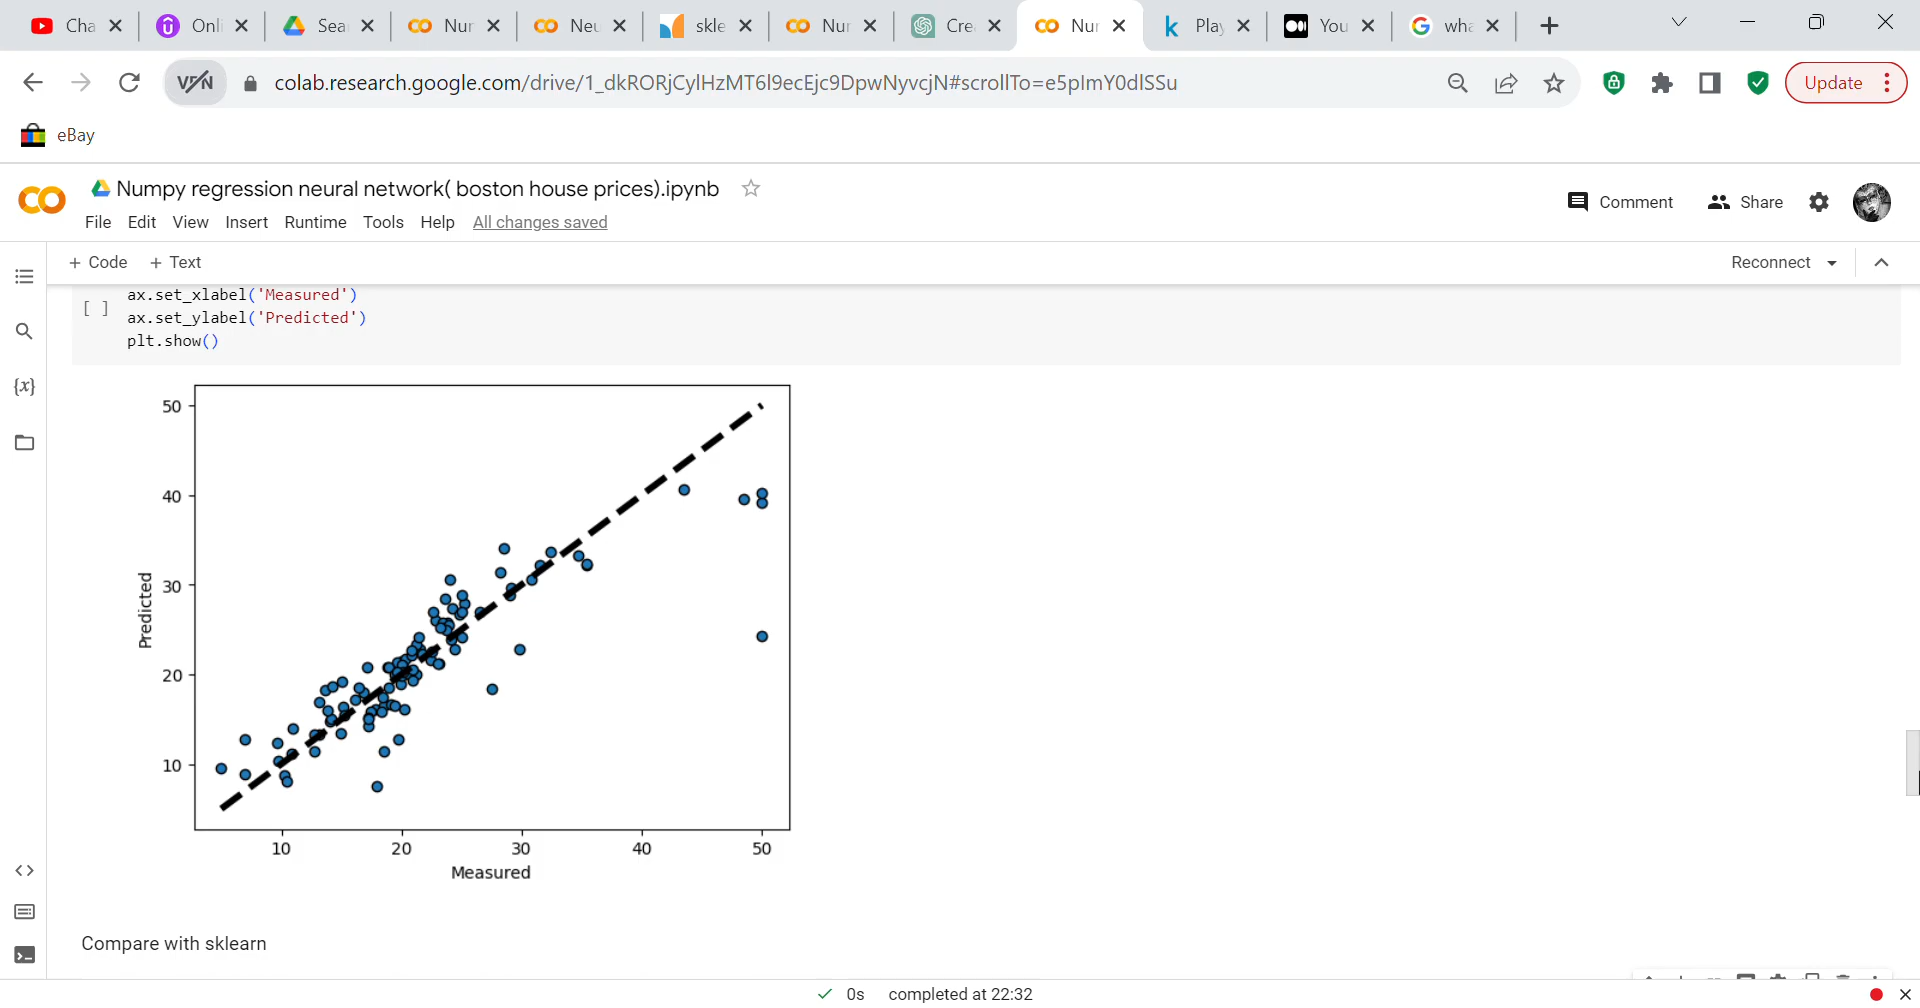 Cha
Onli
Sea
Nur
Neu
skle
Nur
Cre
Nur
Play
You
wha
VPN
colab.research.google.com/drive/1_dkRORjCylHzMT6l9ecEjc9DpwNyvcjN#scrollTo=e5plmY0dlSSu
Update
eBay
Numpy regression neural network( boston house prices).ipynb
Comment
Share
File Edit View Insert Runtime Tools Help All changes saved
+ Code + Text
Reconnect
ax.set_xlabel('Measured')
[ ]
ax.set_ylabel('Predicted')
plt.show()
{x}
50
40
30
20
10
Predicted
10 20 30 40 50
Measured
Compare with sklearn
0s completed at 22:32